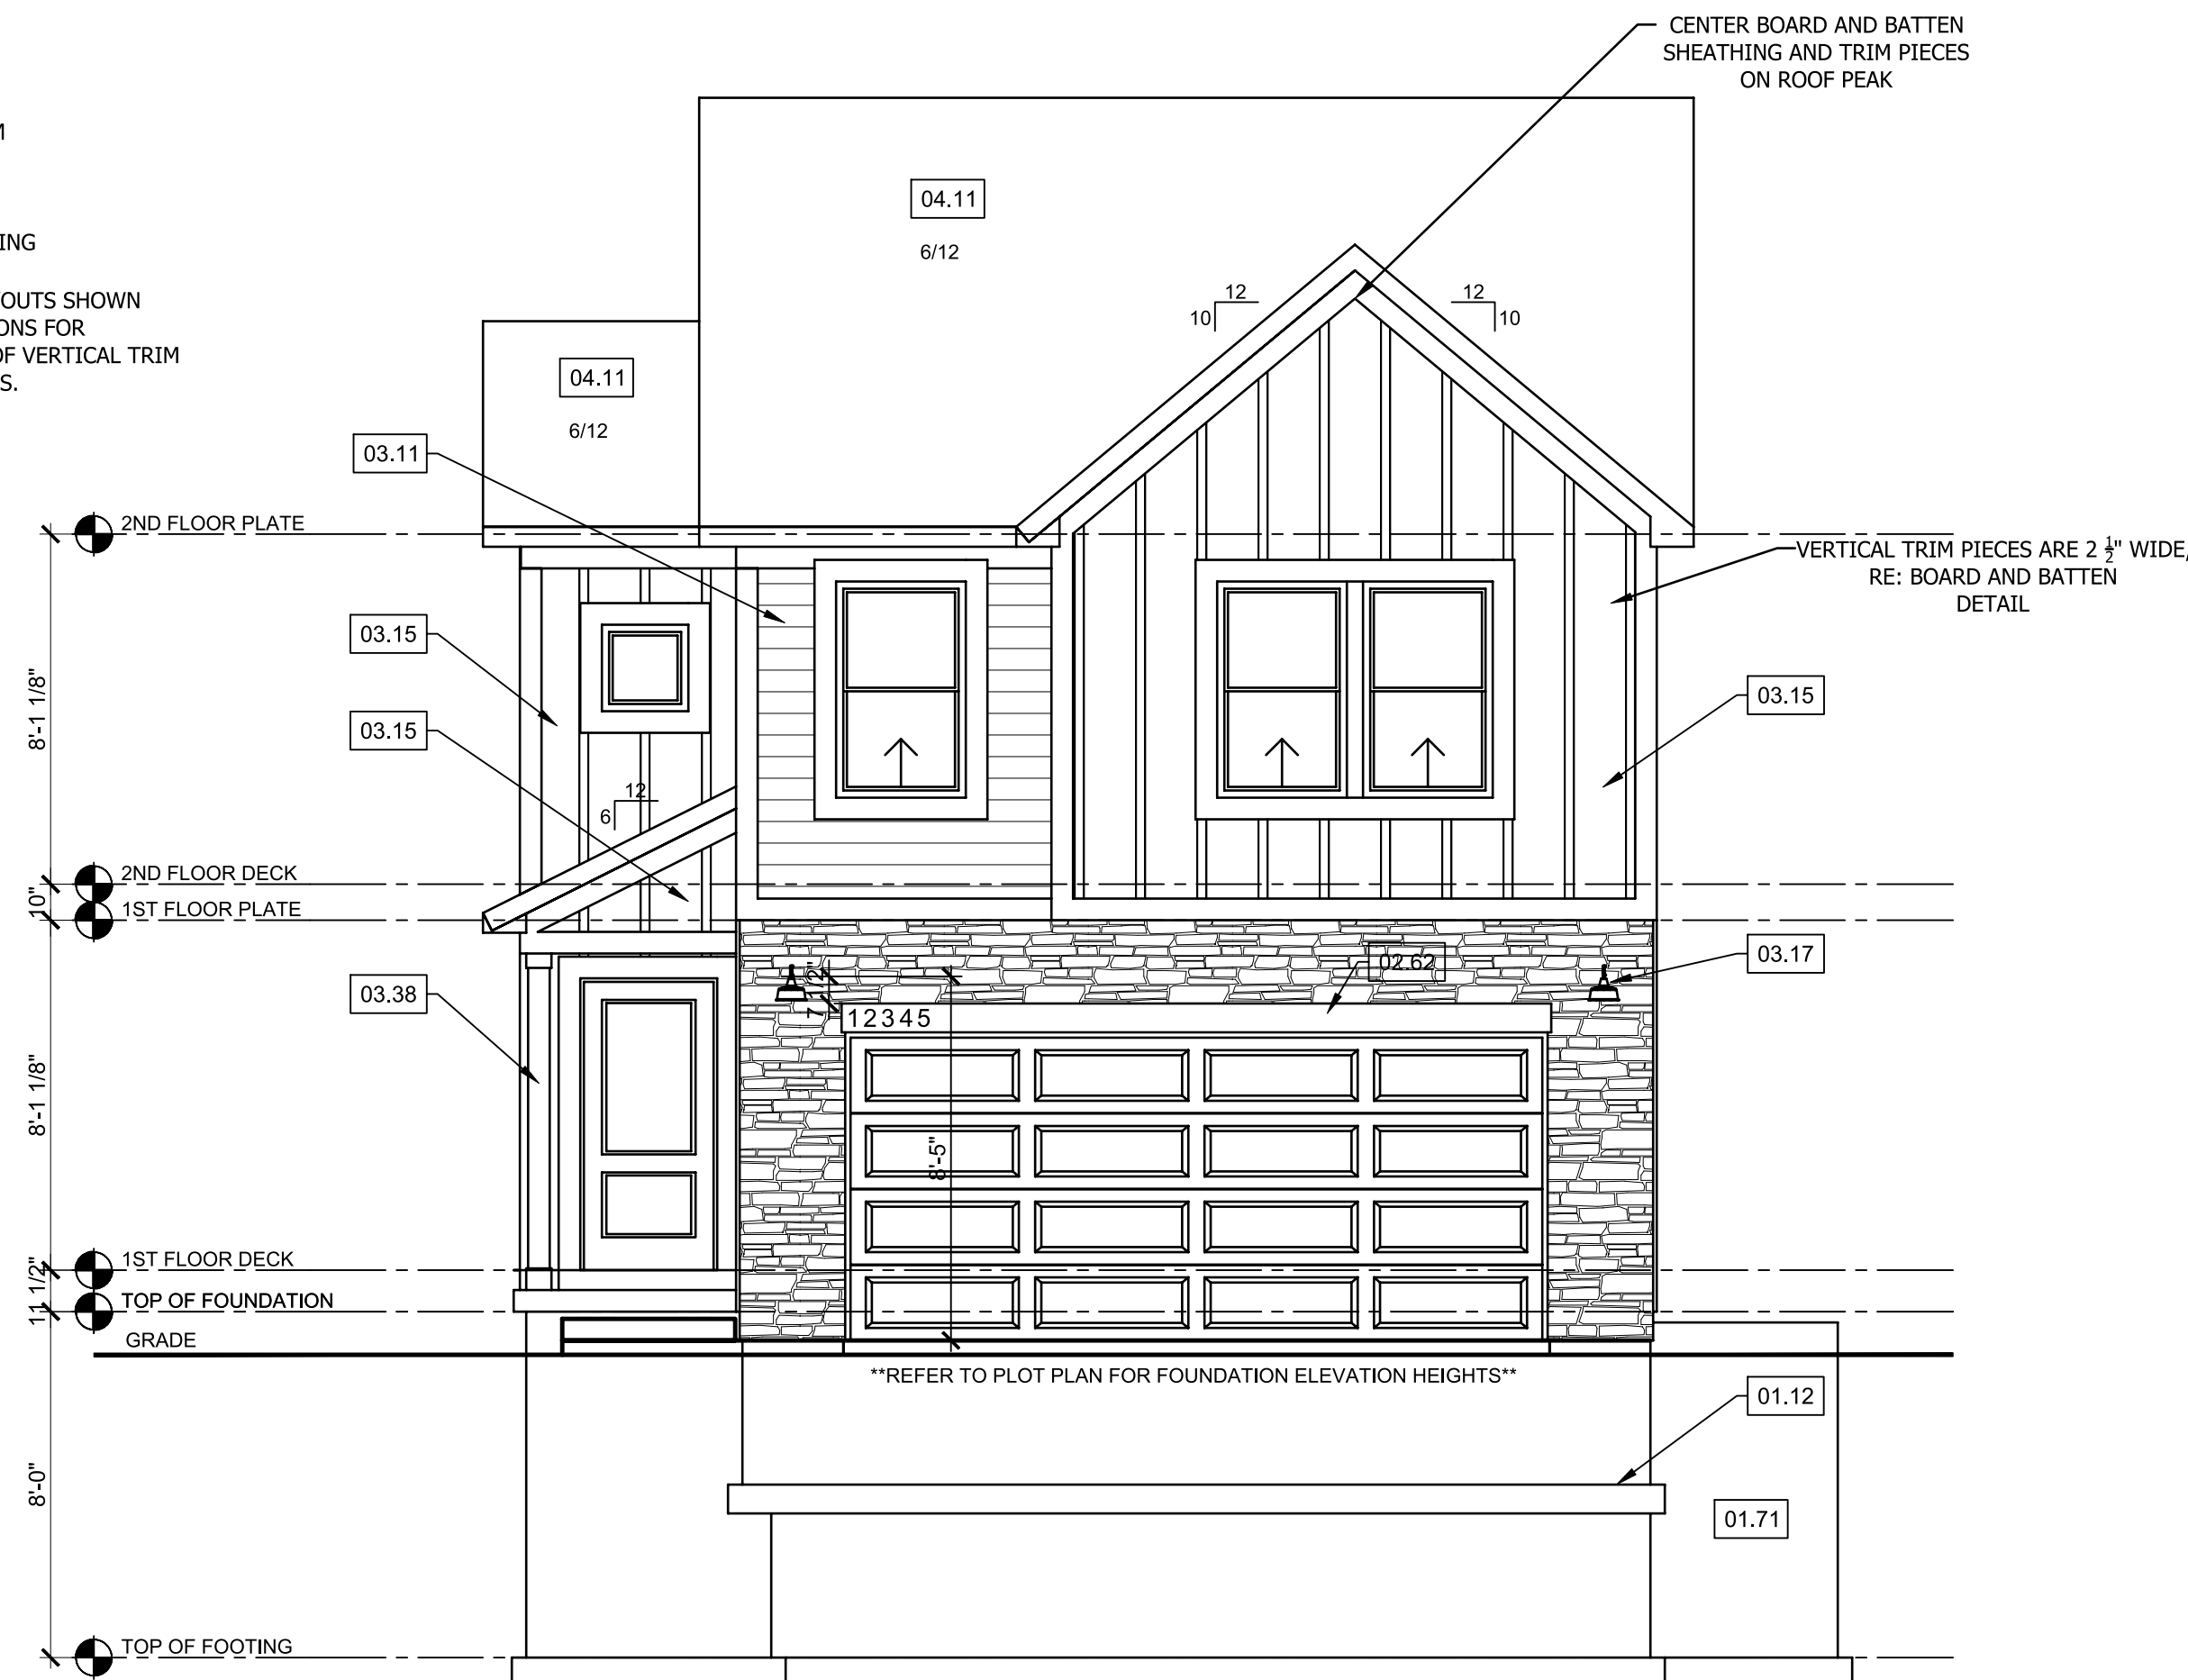 CENTER BOARD AND BATTEN
SHEATHING AND TRIM PIECES
ON ROOF PEAK
ING
OUTS SHOWN
ONS FOR
OF VERTICAL TRIM
S.
04.11
6/12
04.11
6/12
12
10
12
10
03.11
2ND FLOOR PLATE
VERTICAL TRIM PIECES ARE 2 ½" WIDE,
RE: BOARD AND BATTEN
DETAIL
03.15
03.15
03.15
8'-1 1/8"
12
6
2ND FLOOR DECK
10"
1ST FLOOR PLATE
03.17
02.62
03.38
7 1/2"
12345
8'-1 1/8"
8'-5"
1ST FLOOR DECK
11 1/2"
TOP OF FOUNDATION
GRADE
**REFER TO PLOT PLAN FOR FOUNDATION ELEVATION HEIGHTS**
01.12
8'-0"
01.71
TOP OF FOOTING